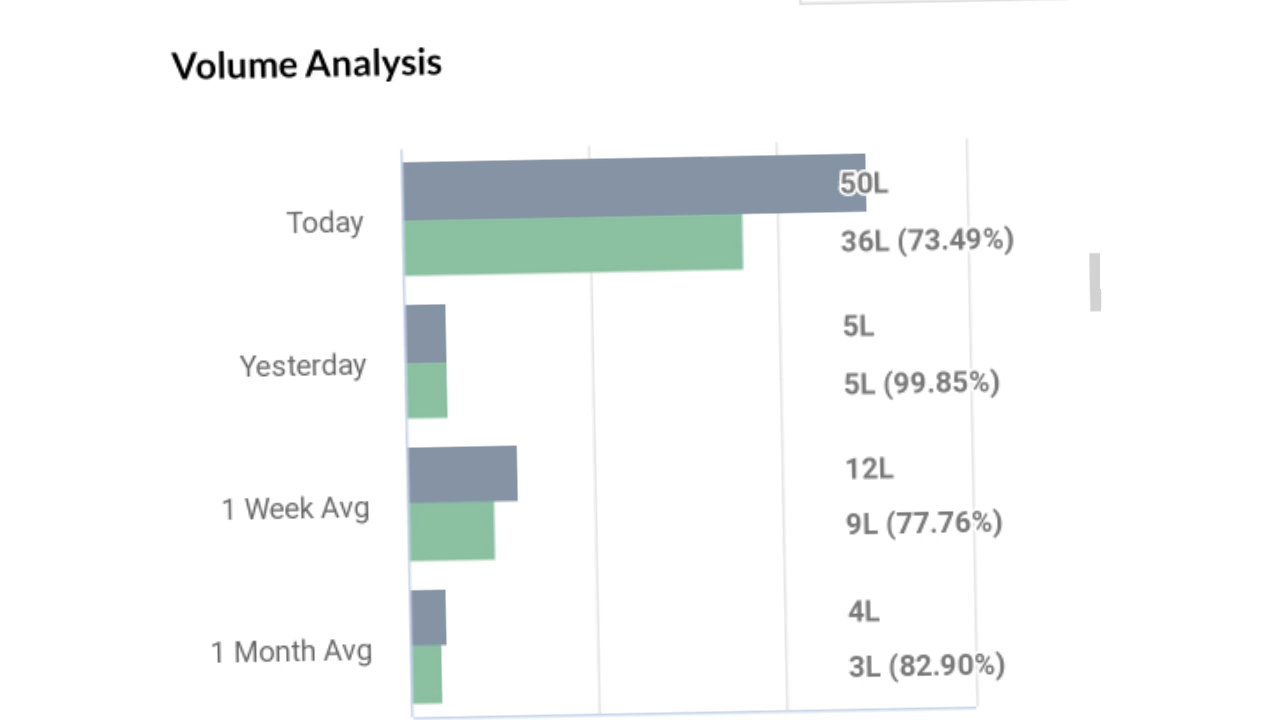 Volume Analysis
Today
50L
36L (73.49%)
Yesterday
5L
5L (99.85%)
1 Week Avg
12L
9L (77.76%)
1 Month Avg
4L
3L (82.90%)